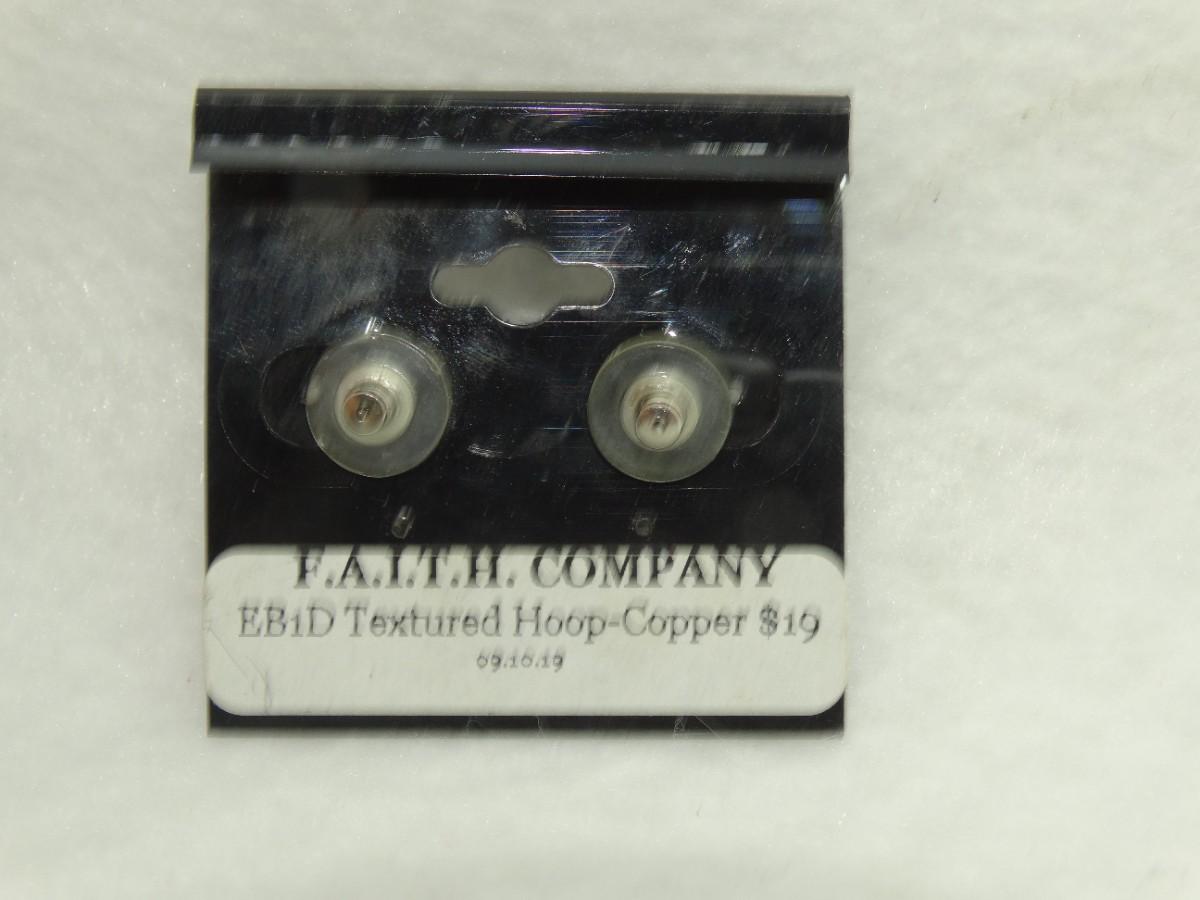 F.A.I.T.H. COMPANY
EB1D Textured Hoop-Copper $19
09.16.19